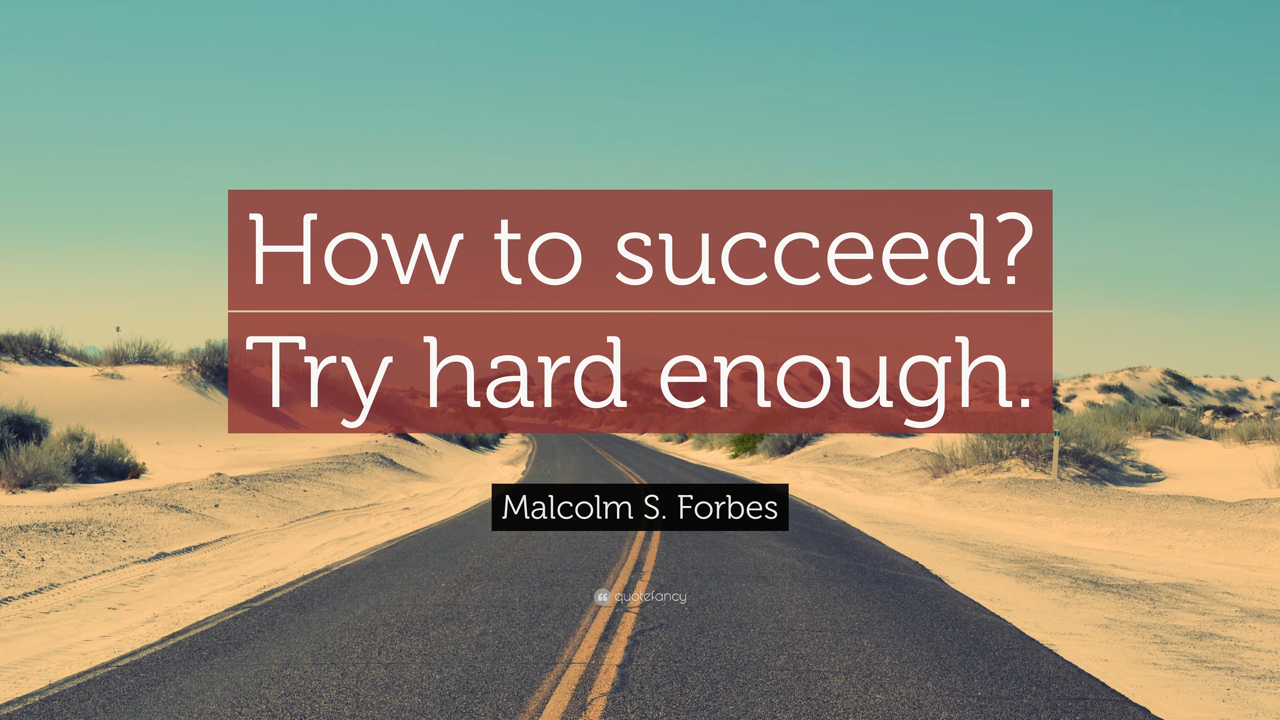 How to succeed?
Try hard enough.
Malcolm S. Forbes
quotefancy